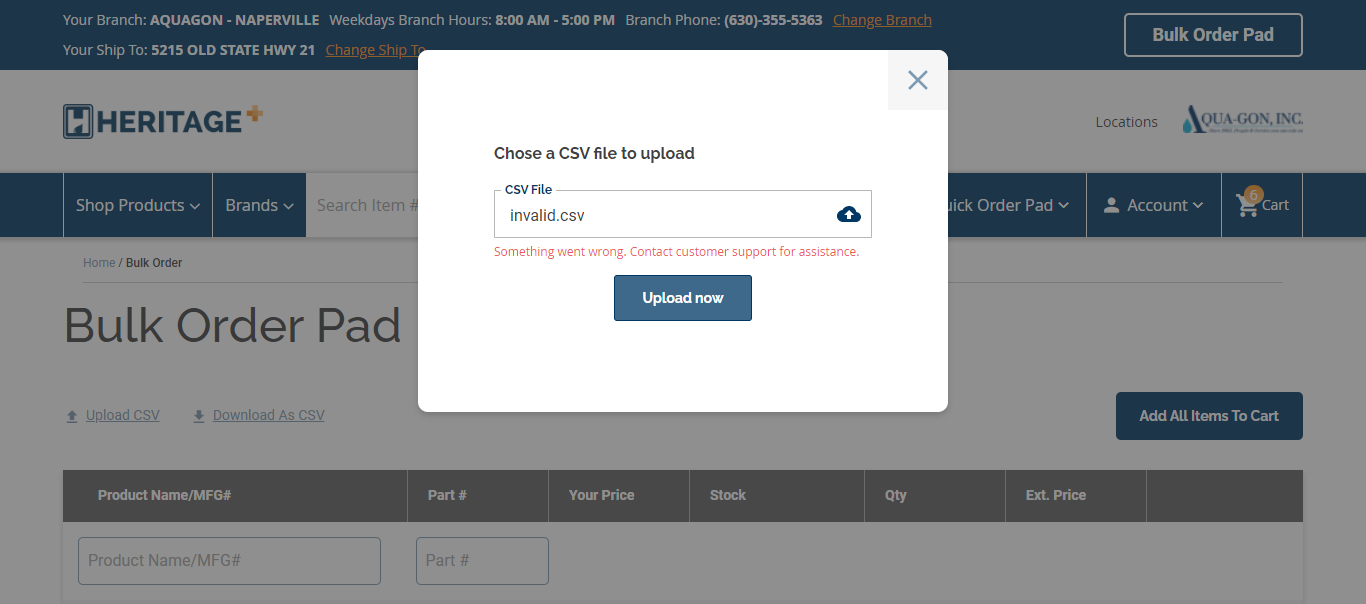 Your Branch: AQUAGON - NAPERVILLE Weekdays Branch Hours: 8:00 AM - 5:00 PM Branch Phone: (630)-355-5363 Change Branch
Bulk Order Pad
Your Ship To: 5215 OLD STATE HWY 21 Change Ship To
HERITAGE+
Locations
AQUA-GON, INC.
Chose a CSV file to upload
CSV File
invalid.csv
Something went wrong. Contact customer support for assistance.
Upload now
Shop Products
Brands
Search Item #
uick Order Pad
Account
6
Cart
Home / Bulk Order
Bulk Order Pad
Upload CSV
Download As CSV
Add All Items To Cart
Product Name/MFG# Part # Your Price Stock Qty Ext. Price
Product Name/MFG# Part #